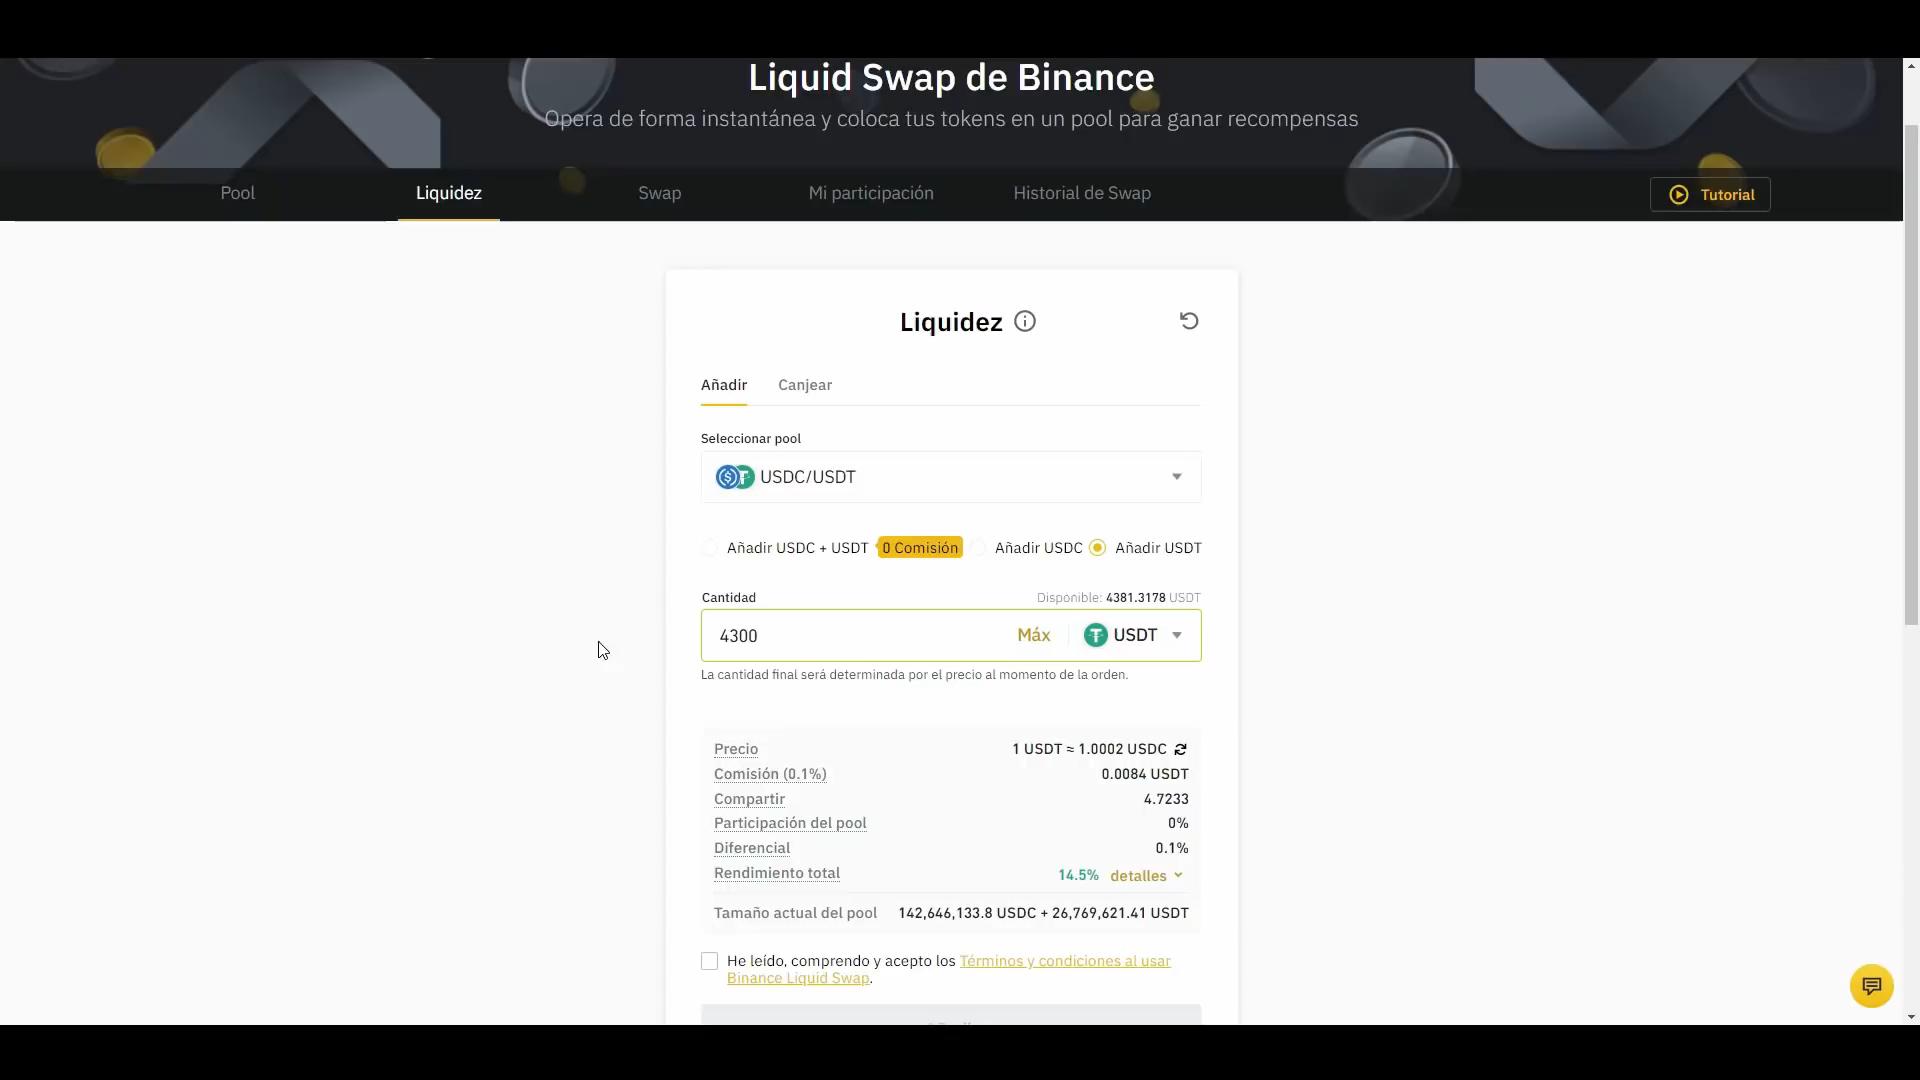 Liquid Swap de Binance
Opera de forma instantánea y coloca tus tokens en un pool para ganar recompensas
Pool Liquidez Swap Mi participación Historial de Swap Tutorial
Liquidez
Añadir Canjear
Seleccionar pool
USDC/USDT
Añadir USDC + USDT 0 Comisión Añadir USDC Añadir USDT
Cantidad Disponible: 4381.3178 USDT
4300 Máx USDT
La cantidad final será determinada por el precio al momento de la orden.
Precio 1 USDT ≈ 1.0002 USDC
Comisión (0.1%) 0.0084 USDT
Compartir 4.7233
Participación del pool 0%
Diferencial 0.1%
Rendimiento total 14.5% detalles
Tamaño actual del pool 142,646,133.8 USDC + 26,769,621.41 USDT
He leído, comprendo y acepto los Términos y condiciones al usar
Binance Liquid Swap.